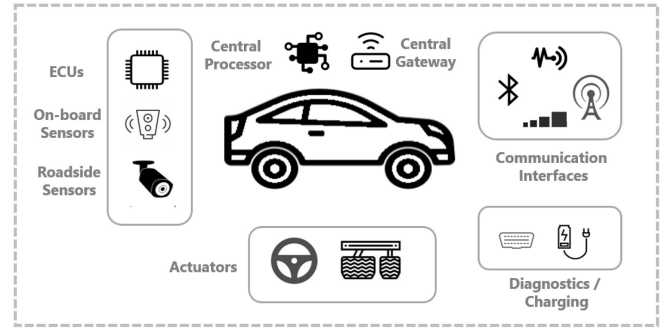 ECUs
On-board
Sensors
Roadside
Sensors
Central
Processor
Central
Gateway
Communication
Interfaces
Actuators
Diagnostics /
Charging